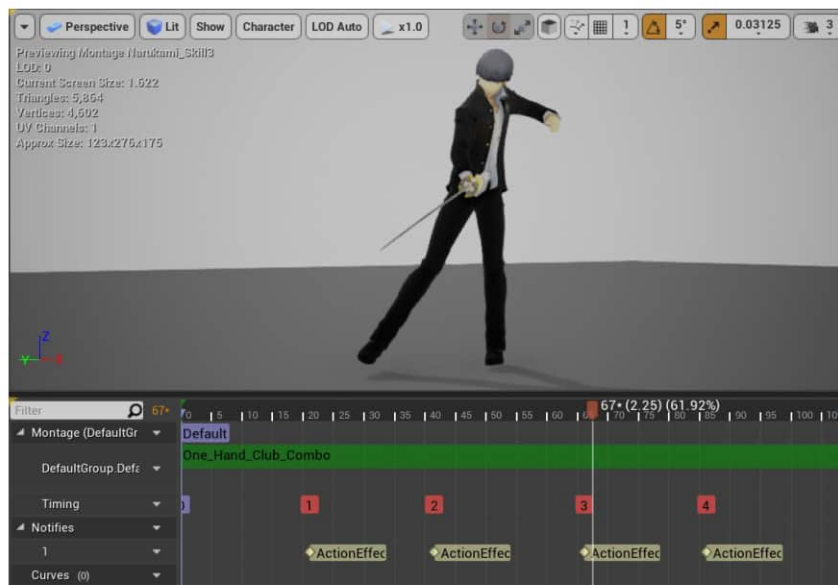 Perspective Lit Show Character LOD Auto x1.0 1 5° 0.03125 3
Previewing Montage Narukami_Skill3
LOD: 0
Current Screen Size: 1.622
Triangles: 5,864
Vertices: 4,602
UV Channels: 1
Approx Size: 123x276x175
Z
Y X
Filter 67• 0 5 10 15 20 25 30 35 40 45 50 55 60 67• (2.25) (61.92%)
65 70 75 80 85 90 95 100 10
Montage (DefaultGr Default
DefaultGroup.Defa One_Hand_Club_Combo
Timing 1 2 3 4
Notifies
1 ActionEffec ActionEffec ActionEffec ActionEffec
Curves (0)